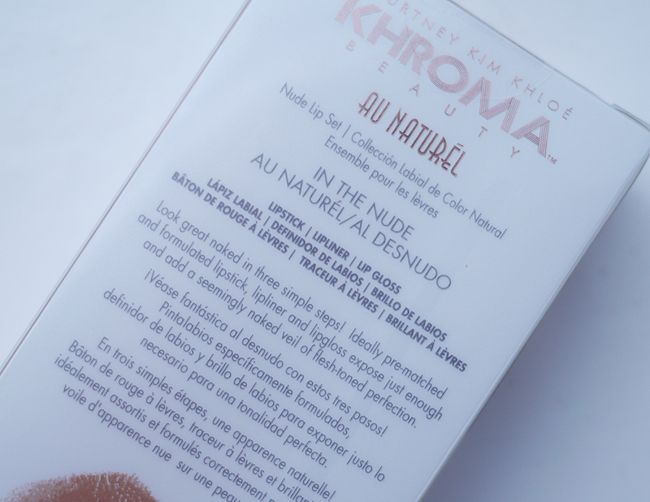 KIM KHLOÉ
KHROMA
BEAUTY™
AU NATURÉL
Nude Lip Set | Colección Labial de Color Natural
Ensemble pour les lèvres
IN THE NUDE
AU NATURÉL/AL DESNUDO
LIPSTICK | LIPLINER | LIP GLOSS
LÁPIZ LABIAL | DEFINIDOR DE LABIOS | BRILLO DE LABIOS
BÂTON DE ROUGE À LÈVRES | TRACEUR À LÈVRES | BRILLANT À LÈVRES
Look great naked in three simple steps! Ideally pre-matched
and formulated lipstick, lipliner and lipgloss expose just enough
and add a seemingly naked veil of flesh-toned perfection.
¡Véase fantástica al desnudo con estos tres pasos!
Pintalabios específicamente formulados,
definidor de labios y brillo de labios para exponer justo lo
necesario para una tonalidad perfecta.
En trois simples étapes, une apparence naturelle!
Bâton de rouge à lèvres, traceur à lèvres et
idéalement assortis et formulés correctement
voile d'apparence nue sur une